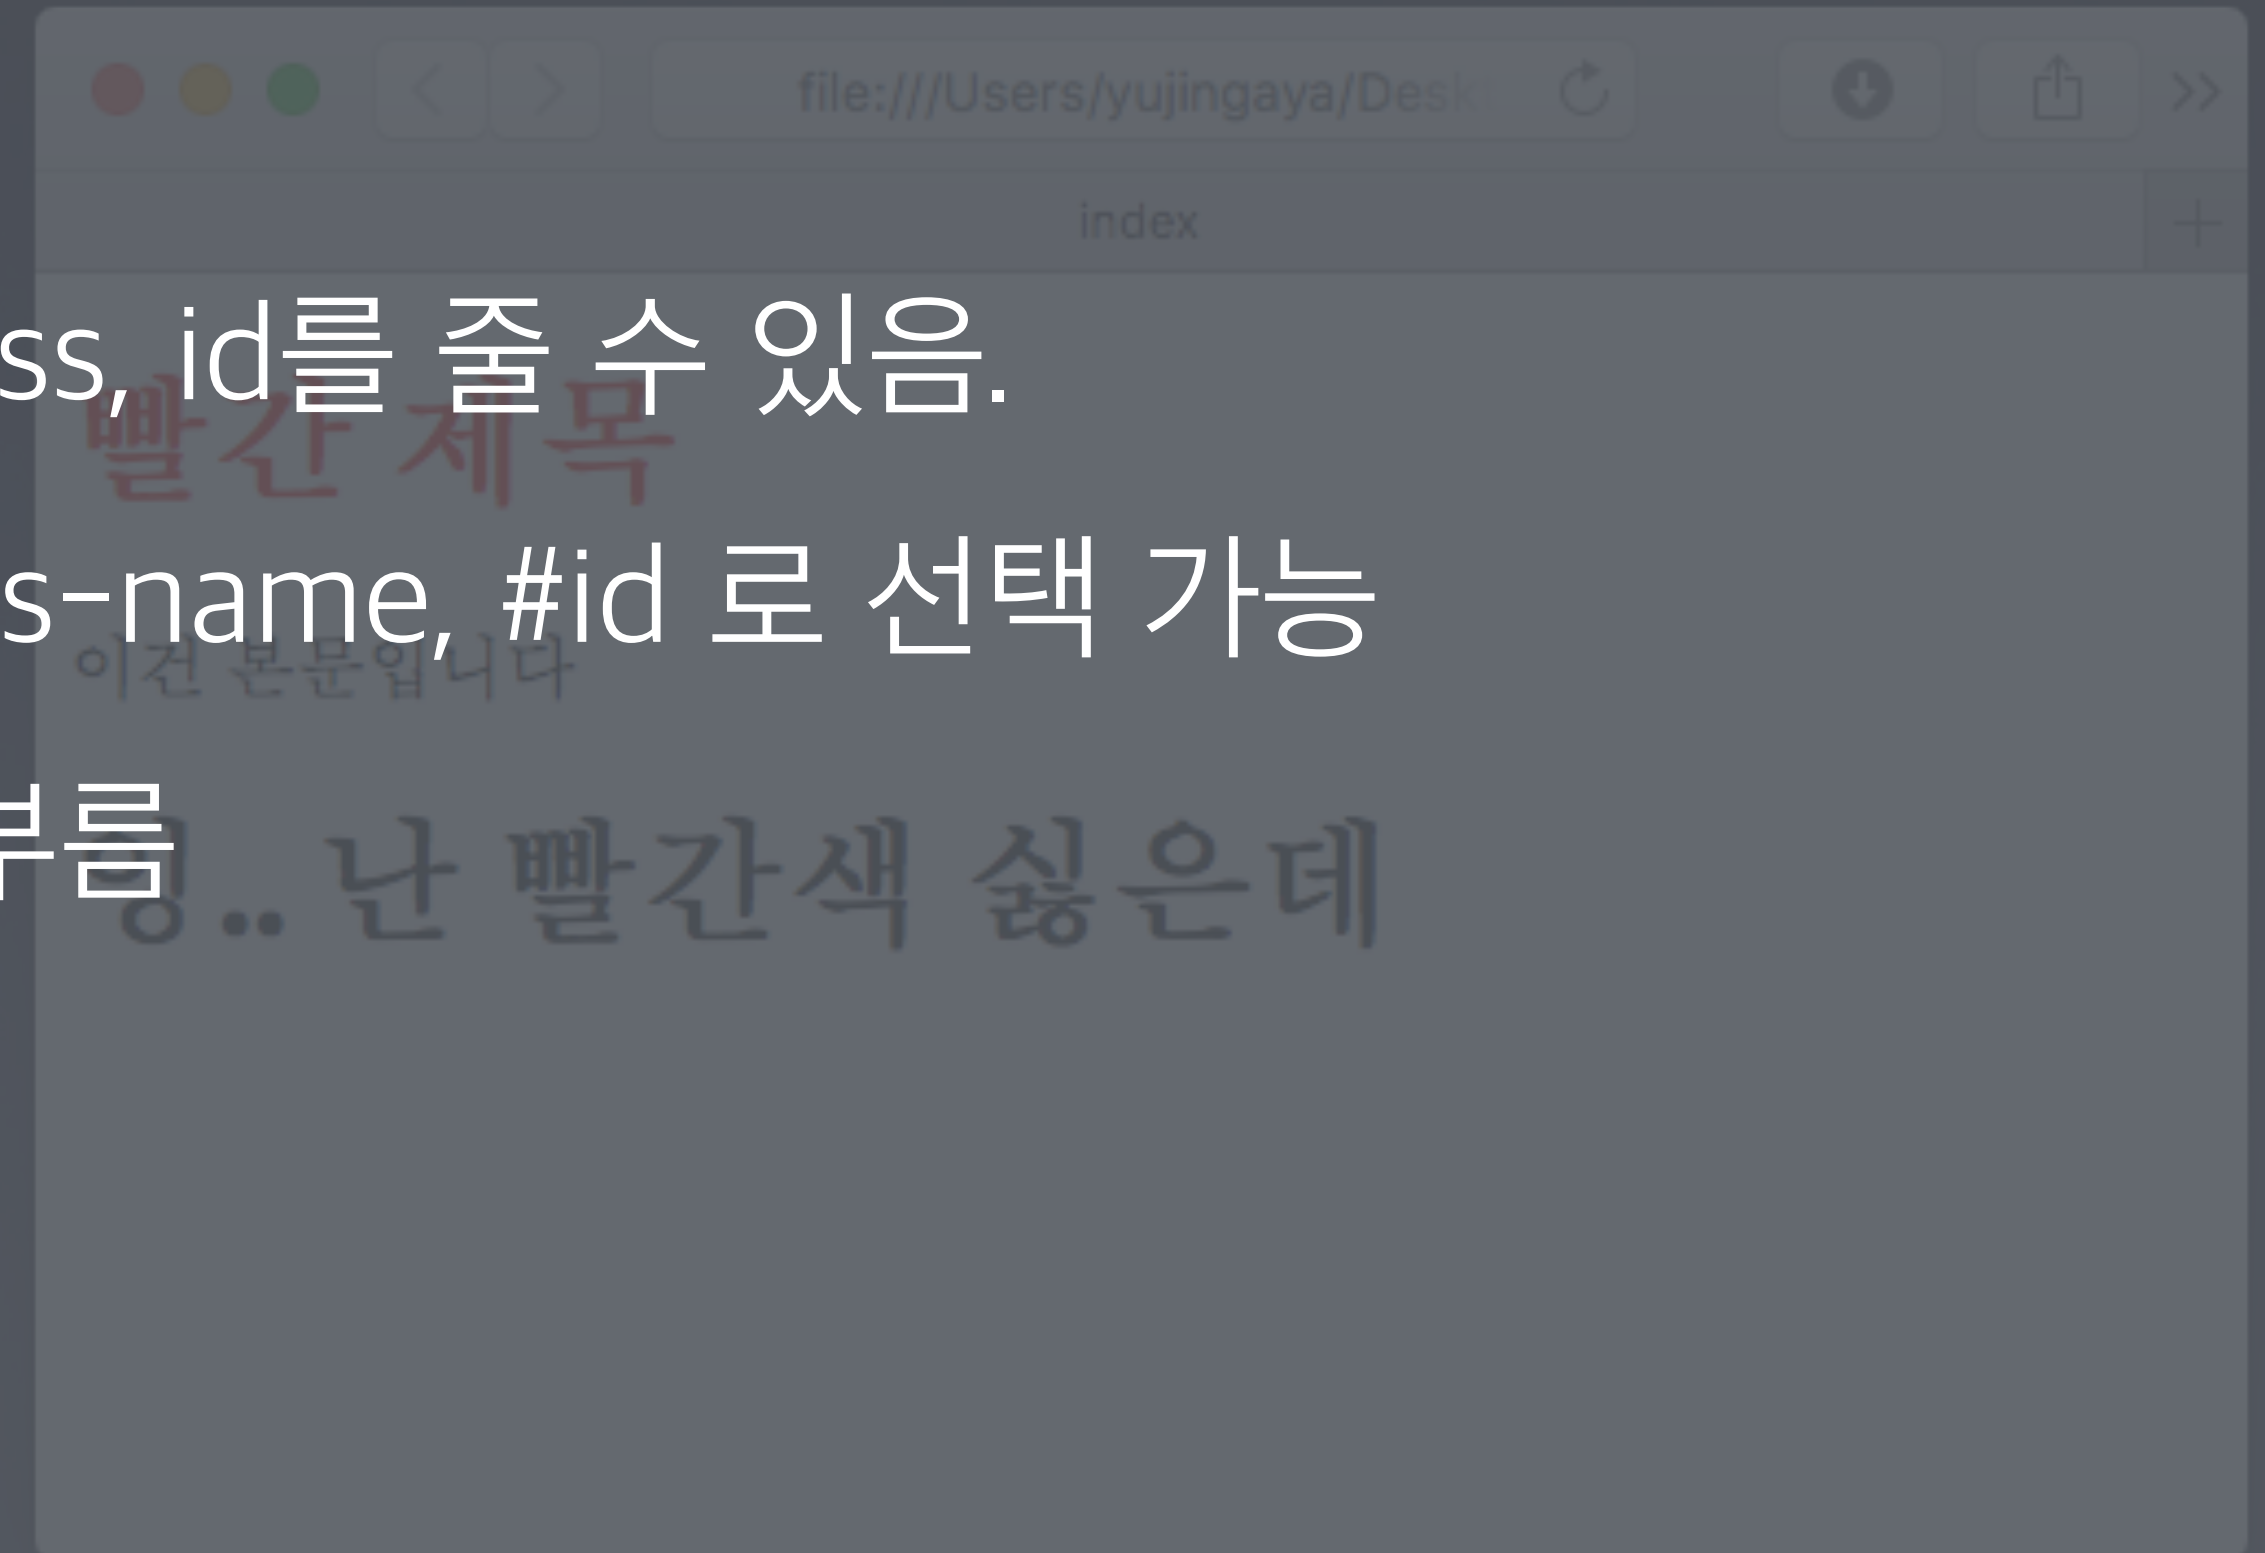 file:///Users/yujingaya/Desk
index
ss, id를 줄 수 있음.
빨간 제목
s-name, #id 로 선택 가능
이건 본문입니다
부름
잉.. 난 빨간색 싫은데